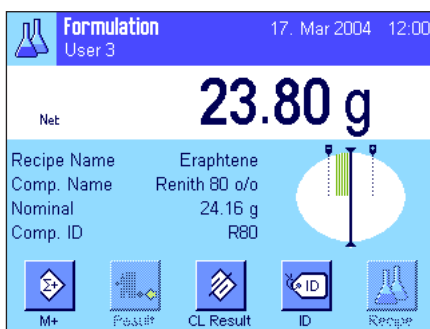 Formulation 17. Mar 2004 12:00
User 3
Net 23.80 g
Recipe Name Eraphtene
Comp. Name Renith 80 o/o
Nominal 24.16 g
Comp. ID R80
Σ+ ID
M+ Result CL Result ID Recipe